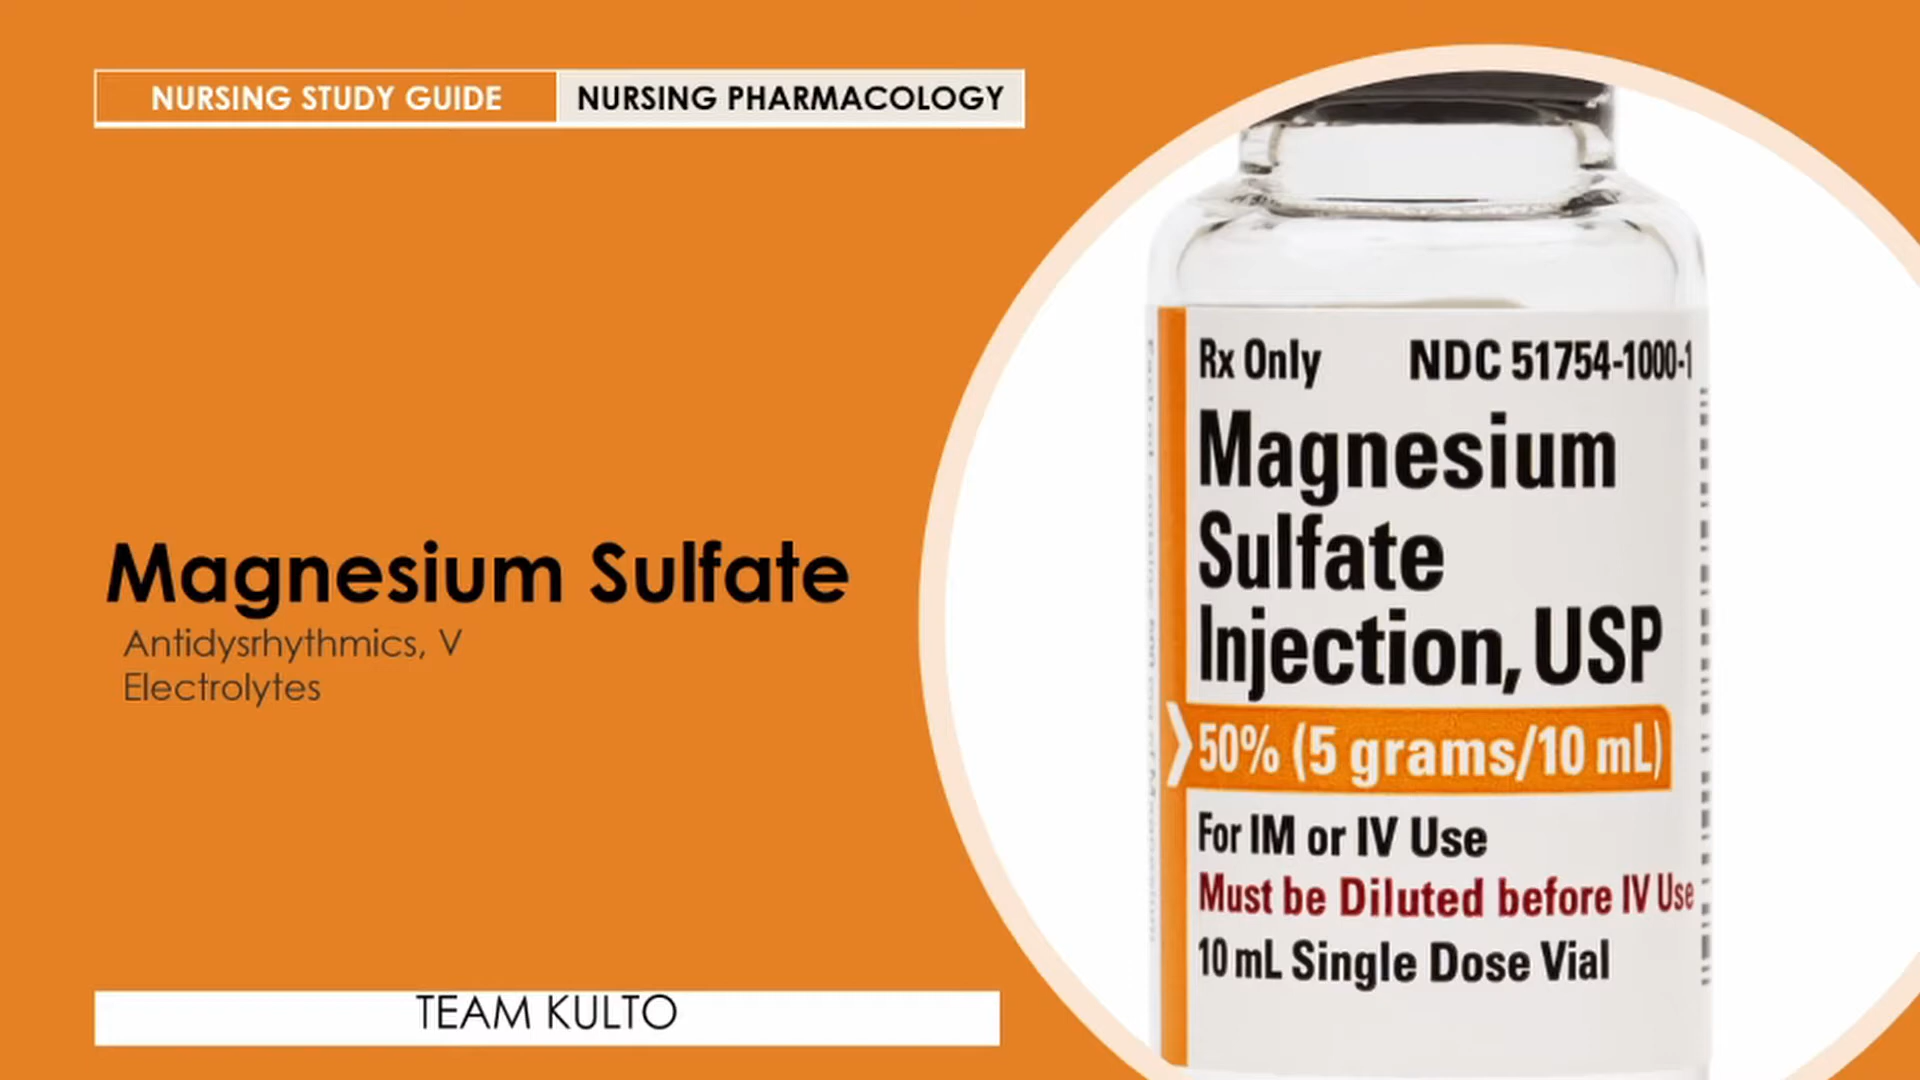 NURSING STUDY GUIDE
NURSING PHARMACOLOGY
Magnesium Sulfate
Antidysrhythmics, V
Electrolytes
TEAM KULTO
Rx Only NDC 51754-1000-1
Magnesium
Sulfate
Injection, USP
50% (5 grams/10 mL)
For IM or IV Use
Must be Diluted before IV Use
10 mL Single Dose Vial